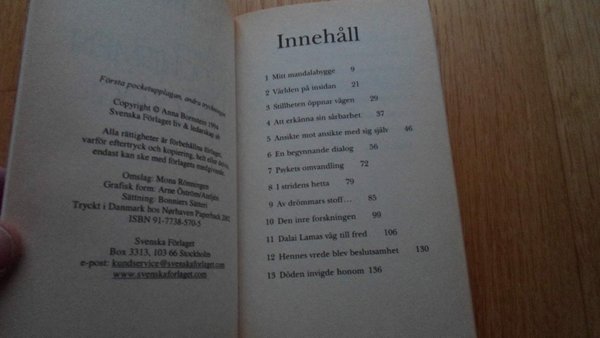 Första pocketupplagan, andra tryckningen
Copyright © Anna Bornstein 1994
Svenska Förlaget liv & ledarskap ab
Alla rättigheter är förbehållna förlaget,
varför eftertryck och kopiering, helt eller delvis,
endast kan ske med förlagets medgivande.
Omslag: Mona Rönningen
Grafisk form: Arne Öström/Ateljén
Sättning: Bonniers Sätteri
Tryckt i Danmark hos Nørhaven Paperback 2002
ISBN 91-7738-570-5
Svenska Förlaget
Box 3313, 103 66 Stockholm
e-post: kundservice@svenskaforlaget.com
www.svenskaforlaget.com
Innehåll
1 Mitt mandalabygge 9
2 Världen på insidan 21
3 Stillheten öppnar vägen 29
4 Att erkänna sin sårbarhet 37
5 Ansikte mot ansikte med sig själv 46
6 En begynnande dialog 56
7 Pyrkets omvandling 72
8 I stridens hetta 79
9 Av drömmars stoff… 85
10 Den inre forskningen 99
11 Dalai Lamas väg till fred 106
12 Hennes vrede blev beslutsamhet 130
13 Döden invigde honom 136